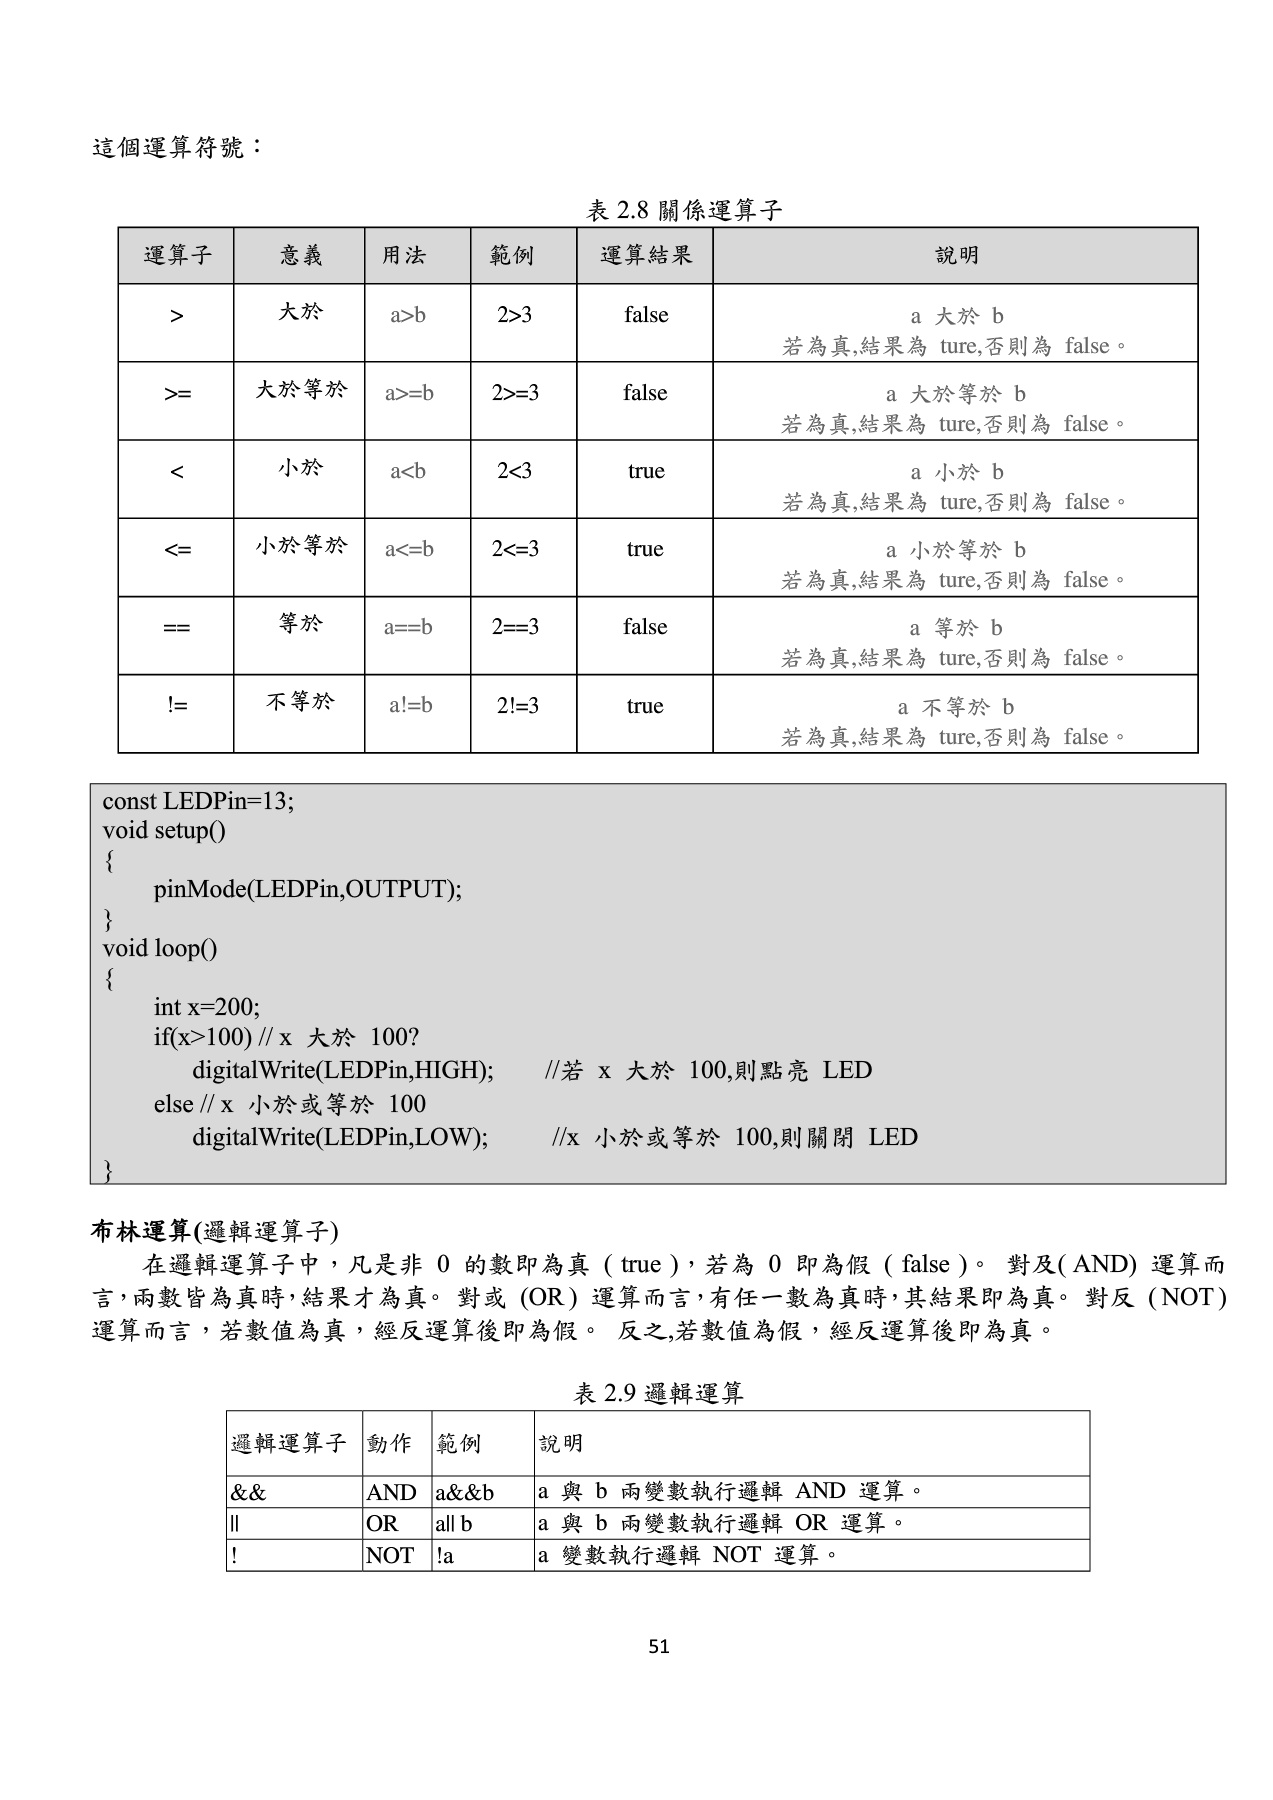 這個運算符號：
表 2.8 關係運算子
運算子 意義 用法 範例 運算結果 說明
> 大於 a>b 2>3 false a 大於 b
若為真,結果為 ture,否則為 false。
>= 大於等於 a>=b 2>=3 false a 大於等於 b
若為真,結果為 ture,否則為 false。
< 小於 a<b 2<3 true a 小於 b
若為真,結果為 ture,否則為 false。
<= 小於等於 a<=b 2<=3 true a 小於等於 b
若為真,結果為 ture,否則為 false。
== 等於 a==b 2==3 false a 等於 b
若為真,結果為 ture,否則為 false。
!= 不等於 a!=b 2!=3 true a 不等於 b
若為真,結果為 ture,否則為 false。
const LEDPin=13;
void setup()
{
pinMode(LEDPin,OUTPUT);
}
void loop()
{
int x=200;
if(x>100) // x 大於 100?
digitalWrite(LEDPin,HIGH); //若 x 大於 100,則點亮 LED
else // x 小於或等於 100
digitalWrite(LEDPin,LOW); //x 小於或等於 100,則關閉 LED
}
布林運算(邏輯運算子)
在邏輯運算子中，凡是非 0 的數即為真 ( true )，若為 0 即為假 ( false )。 對及( AND) 運算而
言，兩數皆為真時，結果才為真。 對或 (OR ) 運算而言，有任一數為真時，其結果即為真。 對反 ( NOT )
運算而言，若數值為真，經反運算後即為假。 反之,若數值為假，經反運算後即為真。
表 2.9 邏輯運算
邏輯運算子 動作 範例 說明
&& AND a&&b a 與 b 兩變數執行邏輯 AND 運算。
|| OR a|| b a 與 b 兩變數執行邏輯 OR 運算。
! NOT !a a 變數執行邏輯 NOT 運算。
51